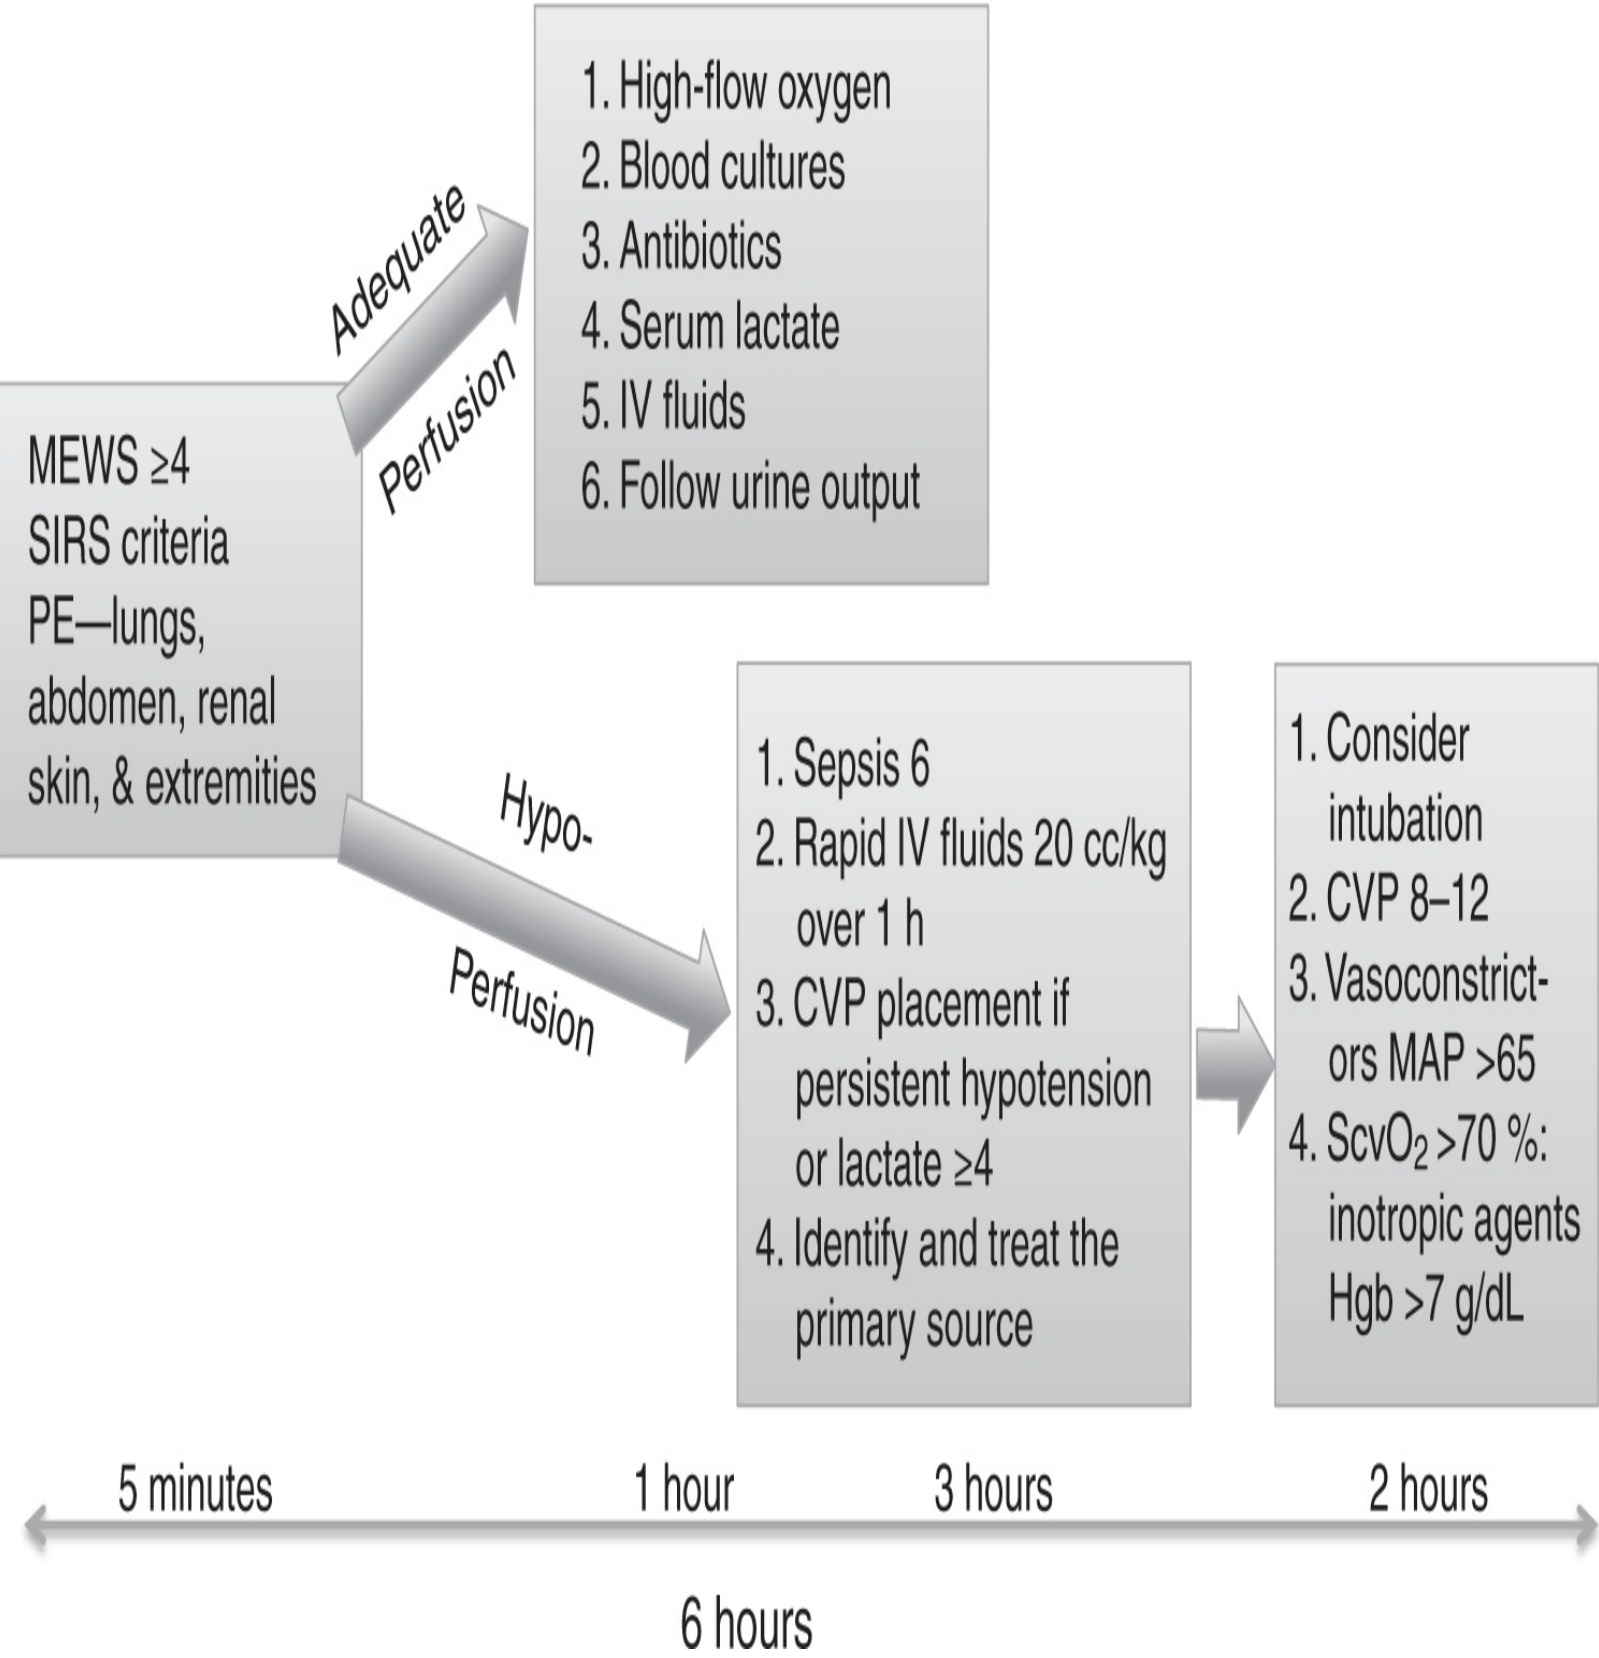 MEWS ≥4
SIRS criteria
PE—lungs,
abdomen, renal
skin, & extremities
Adequate
Perfusion
1. High-flow oxygen
2. Blood cultures
3. Antibiotics
4. Serum lactate
5. IV fluids
6. Follow urine output
Hypo-
Perfusion
1. Sepsis 6
2. Rapid IV fluids 20 cc/kg
over 1 h
3. CVP placement if
persistent hypotension
or lactate ≥4
4. Identify and treat the
primary source
1. Consider
intubation
2. CVP 8–12
3. Vasoconstrict-
ors MAP >65
4. ScvO₂ >70 %:
inotropic agents
Hgb >7 g/dL
5 minutes
1 hour
3 hours
2 hours
6 hours